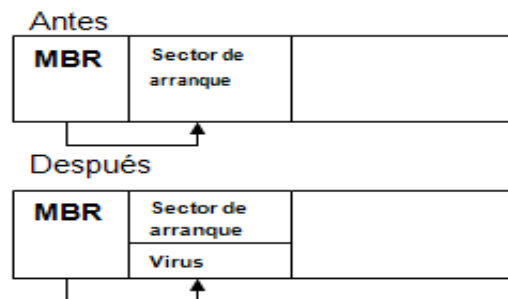 Antes
MBR
Sector de
arranque
Después
MBR
Sector de
arranque
Virus